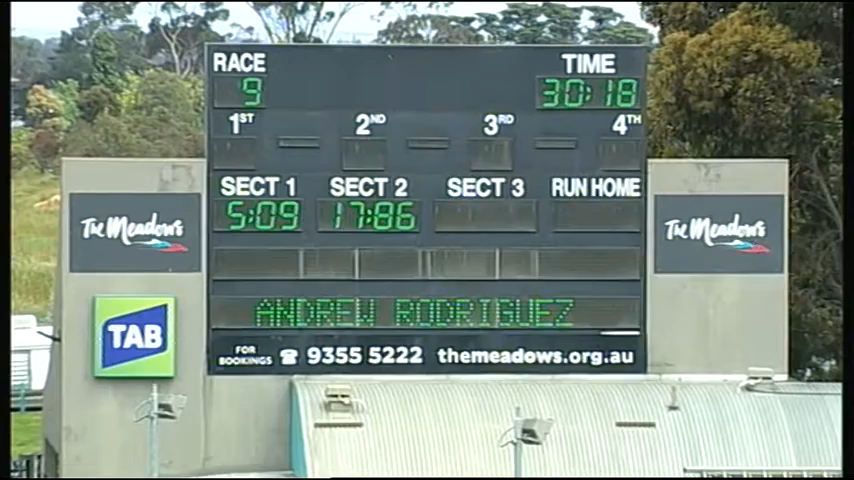 RACE TIME
9 30:18
1ST 2ND 3RD 4TH
SECT 1 SECT 2 SECT 3 RUN HOME
5:09 17:86
The Meadows The Meadows
ANDREW RODRIGUEZ
TAB
FOR BOOKINGS ☎ 9355 5222 themeadows.org.au